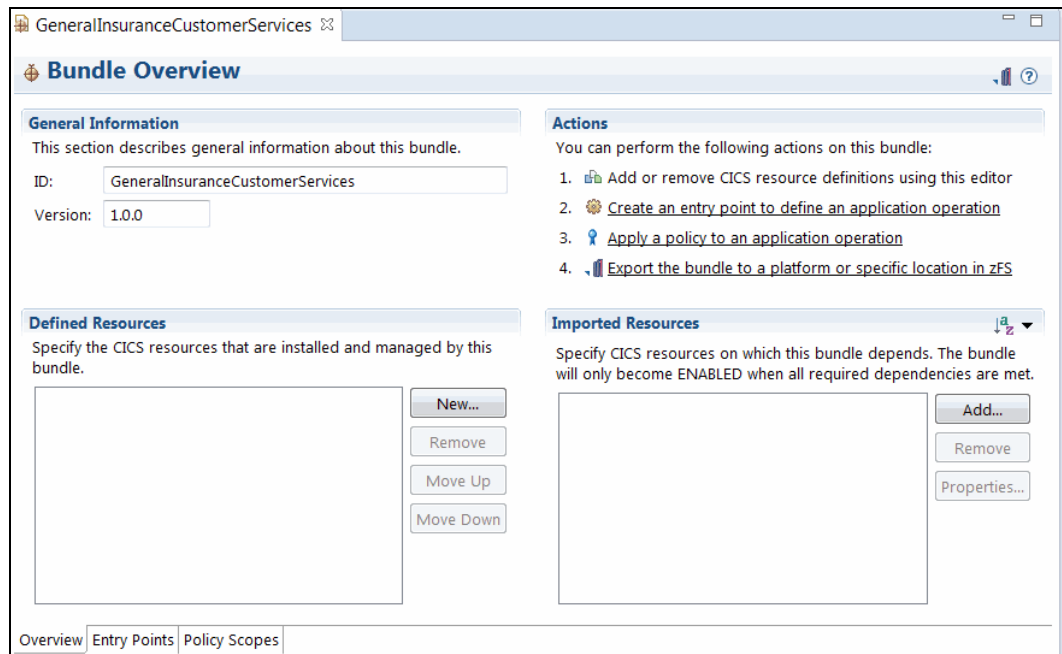 GeneralInsuranceCustomerServices
Bundle Overview
General Information
This section describes general information about this bundle.
ID: GeneralInsuranceCustomerServices
Version: 1.0.0
Actions
You can perform the following actions on this bundle:
1. Add or remove CICS resource definitions using this editor
2. Create an entry point to define an application operation
3. Apply a policy to an application operation
4. Export the bundle to a platform or specific location in zFS
Defined Resources
Specify the CICS resources that are installed and managed by this
bundle.
New...
Remove
Move Up
Move Down
Imported Resources
Specify CICS resources on which this bundle depends. The bundle
will only become ENABLED when all required dependencies are met.
Add...
Remove
Properties...
Overview Entry Points Policy Scopes